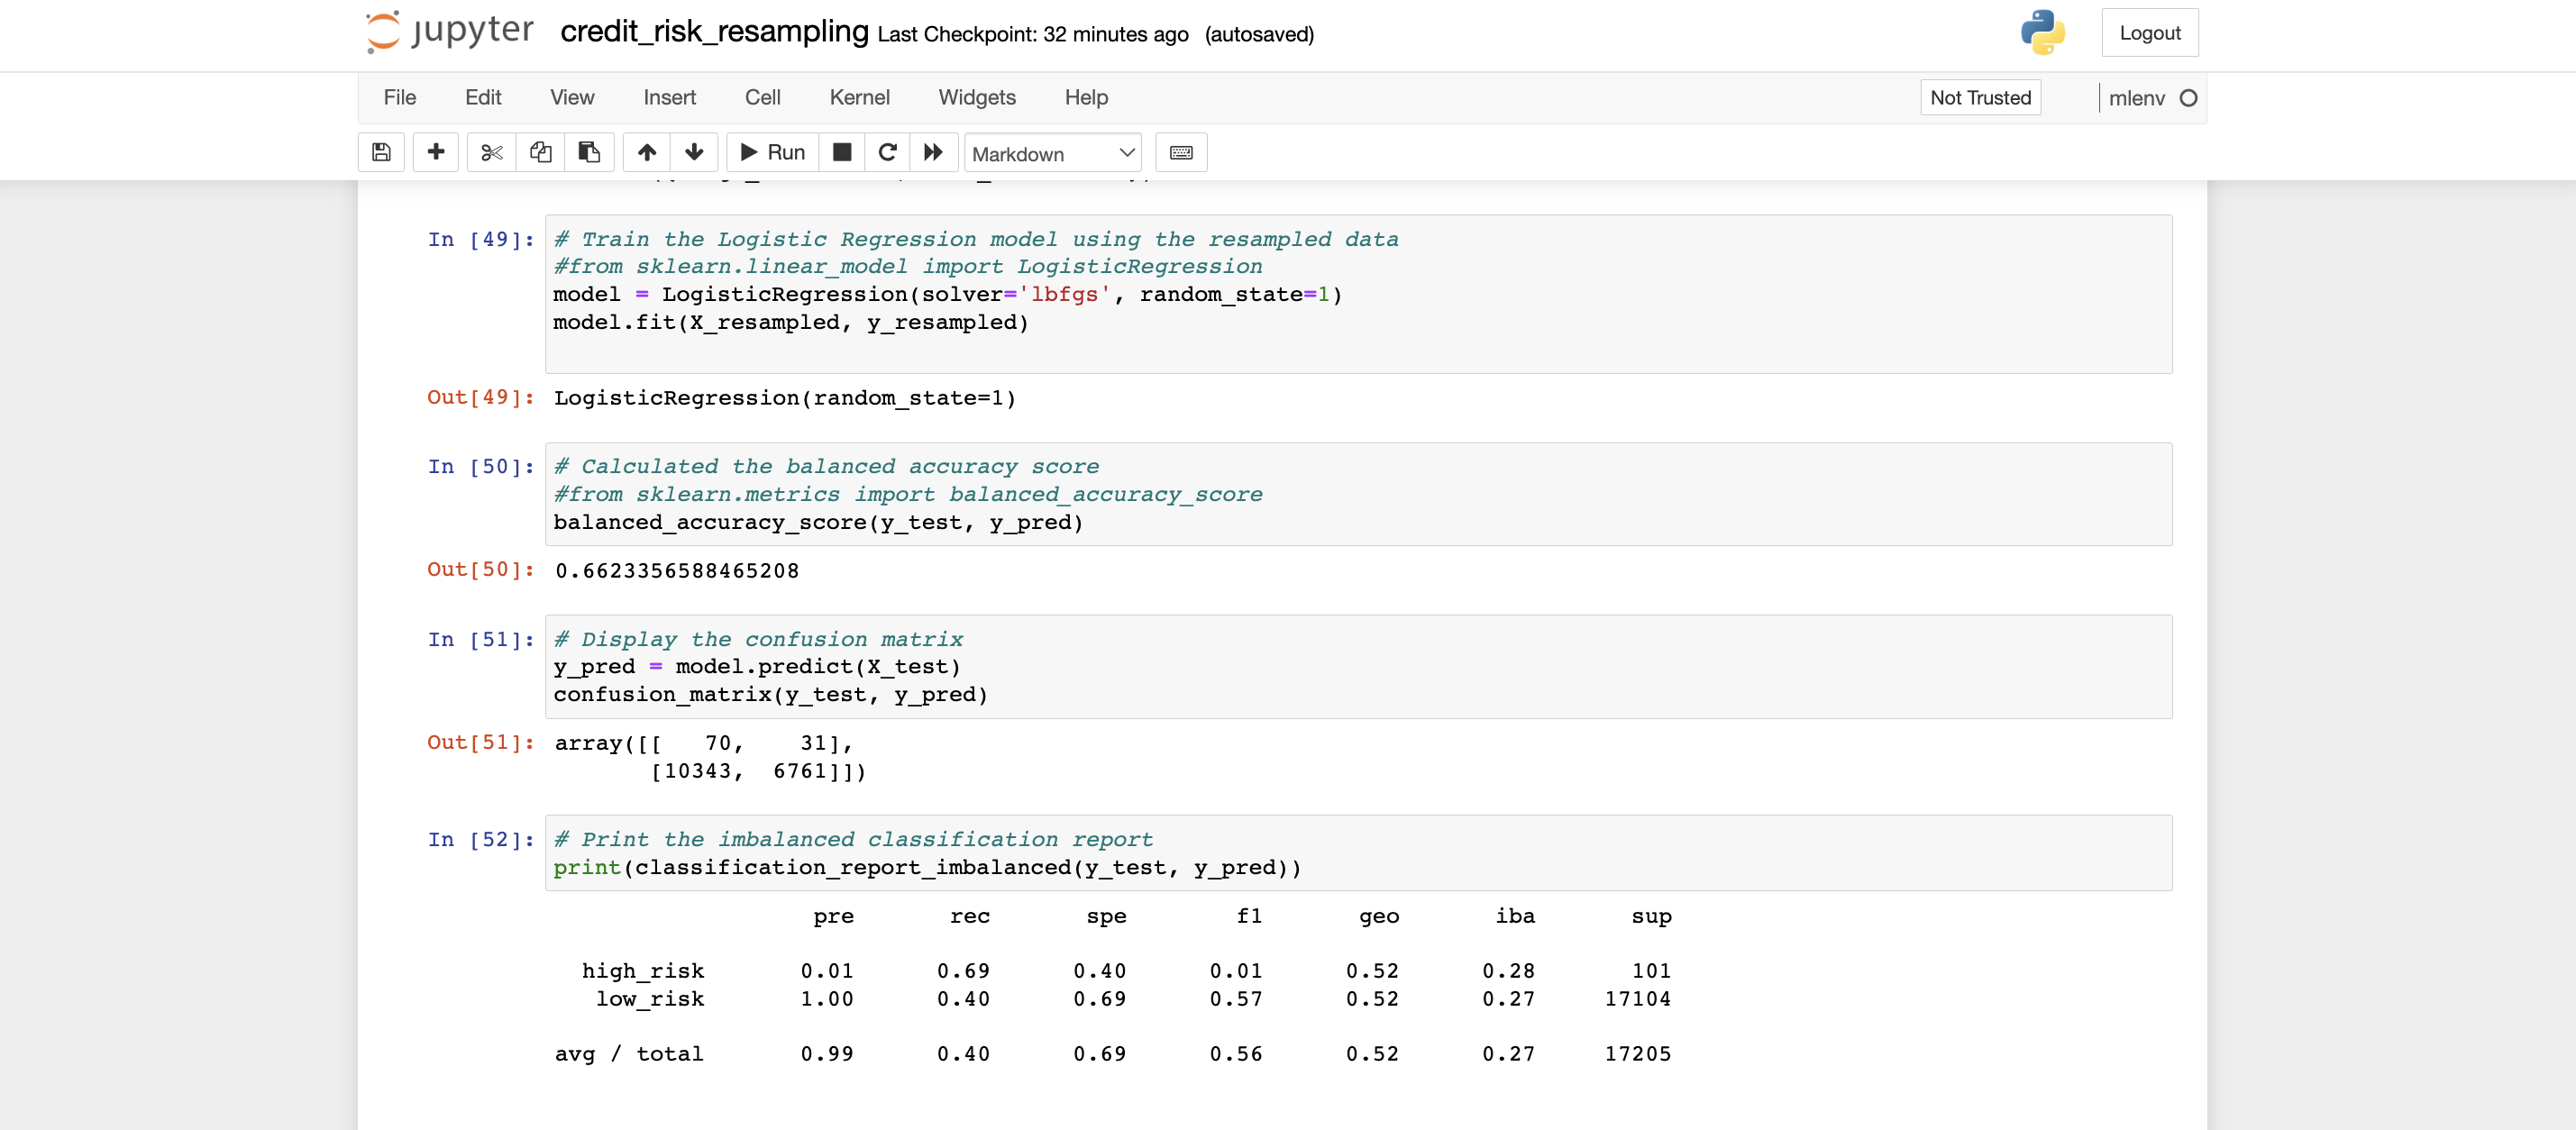 jupyter credit_risk_resampling Last Checkpoint: 32 minutes ago (autosaved) Logout
File Edit View Insert Cell Kernel Widgets Help Not Trusted mlenv
Run Markdown
In [49]: # Train the Logistic Regression model using the resampled data
#from sklearn.linear_model import LogisticRegression
model = LogisticRegression(solver='lbfgs', random_state=1)
model.fit(X_resampled, y_resampled)
Out[49]: LogisticRegression(random_state=1)
In [50]: # Calculated the balanced accuracy score
#from sklearn.metrics import balanced_accuracy_score
balanced_accuracy_score(y_test, y_pred)
Out[50]: 0.6623356588465208
In [51]: # Display the confusion matrix
y_pred = model.predict(X_test)
confusion_matrix(y_test, y_pred)
Out[51]: array([[   70,    31],
       [10343,  6761]])
In [52]: # Print the imbalanced classification report
print(classification_report_imbalanced(y_test, y_pred))
pre rec spe f1 geo iba sup
high_risk 0.01 0.69 0.40 0.01 0.52 0.28 101
low_risk 1.00 0.40 0.69 0.57 0.52 0.27 17104
avg / total 0.99 0.40 0.69 0.56 0.52 0.27 17205